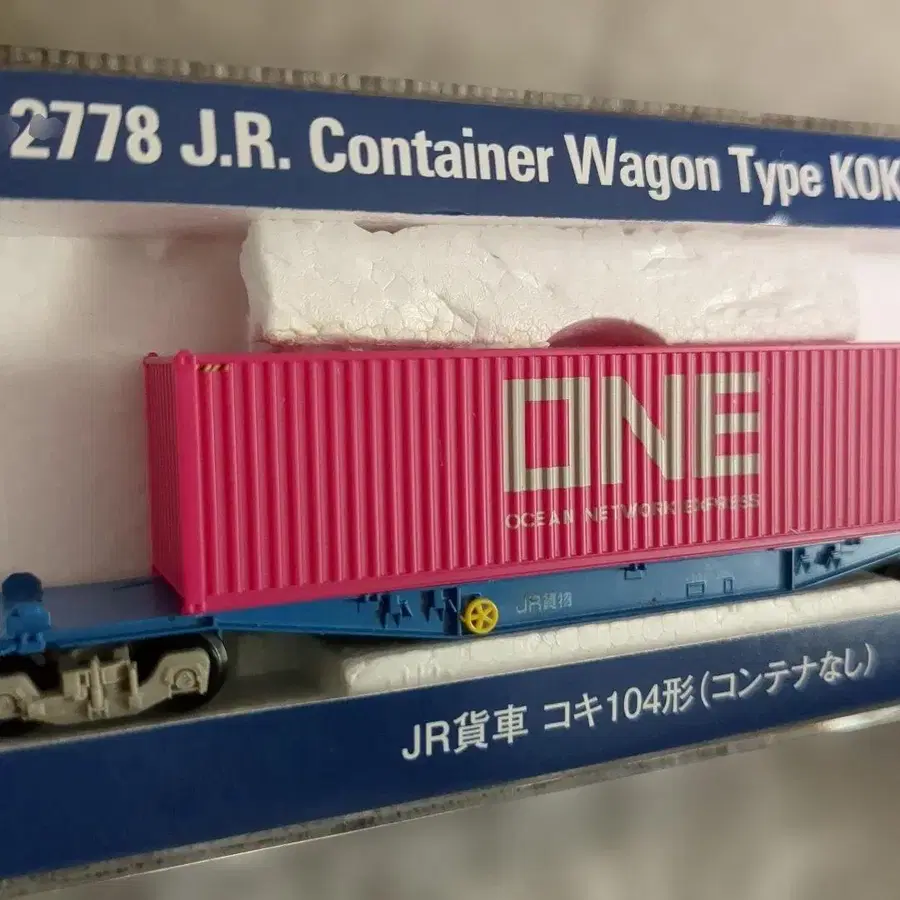 2778 J.R. Container Wagon Type KOK
ONE
OCEAN NETWORK EXPRESS
JR貨物
JR貨車 コキ104形(コンテナなし)